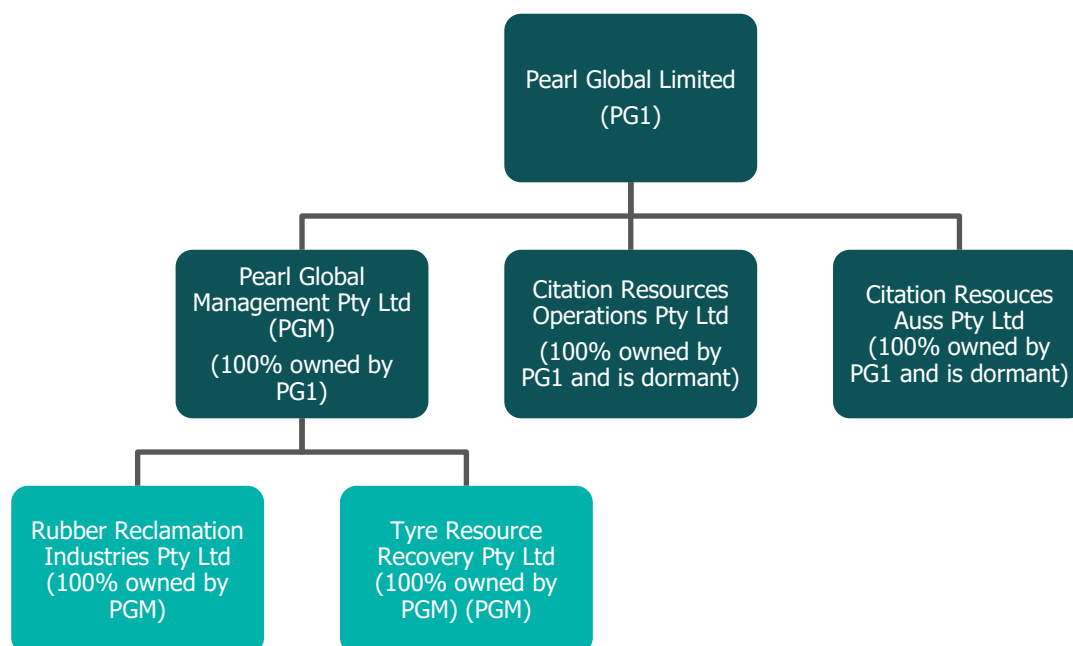 Pearl Global Limited
(PG1)
Pearl Global
Management Pty Ltd
(PGM)
(100% owned by
PG1)
Citation Resources
Operations Pty Ltd
(100% owned by
PG1 and is dormant)
Citation Resouces
Auss Pty Ltd
(100% owned by
PG1 and is dormant)
Rubber Reclamation
Industries Pty Ltd
(100% owned by
PGM)
Tyre Resource
Recovery Pty Ltd
(100% owned by
PGM) (PGM)